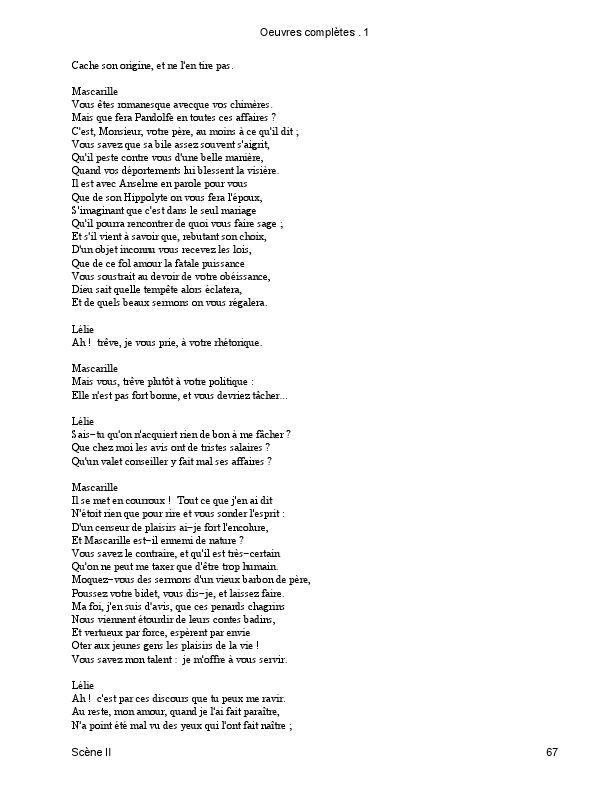 Oeuvres complètes . 1
Cache son origine, et ne l'en tire pas.
Mascarille
Vous êtes romanesque avecque vos chimères.
Mais que fera Pandolfe en toutes ces affaires ?
C'est, Monsieur, votre père, au moins à ce qu'il dit ;
Vous savez que sa bile assez souvent s'aigrit,
Qu'il peste contre vous d'une belle manière,
Quand vos déportements lui blessent la visière.
Il est avec Anselme en parole pour vous
Que de son Hippolyte on vous fera l'époux,
S'imaginant que c'est dans le seul mariage
Qu'il pourra rencontrer de quoi vous faire sage ;
Et s'il vient à savoir que, rebutant son choix,
D'un objet inconnu vous recevez les lois,
Que de ce fol amour la fatale puissance
Vous soustrait au devoir de votre obéissance,
Dieu sait quelle tempête alors éclatera,
Et de quels beaux sermons on vous régalera.
Lélie
Ah ! trêve, je vous prie, à votre rhétorique.
Mascarille
Mais vous, trêve plutôt à votre politique :
Elle n'est pas fort bonne, et vous devriez tâcher...
Lélie
Sais−tu qu'on n'acquiert rien de bon à me fâcher ?
Que chez moi les avis ont de tristes salaires ?
Qu'un valet conseiller y fait mal ses affaires ?
Mascarille
Il se met en courroux ! Tout ce que j'en ai dit
N'étoit rien que pour rire et vous sonder l'esprit :
D'un censeur de plaisirs ai−je fort l'encolure,
Et Mascarille est−il ennemi de nature ?
Vous savez le contraire, et qu'il est très−certain
Qu'on ne peut me taxer que d'être trop humain.
Moquez−vous des sermons d'un vieux barbon de père,
Poussez votre bidet, vous dis−je, et laissez faire.
Ma foi, j'en suis d'avis, que ces penards chagrins
Nous viennent étourdir de leurs contes badins,
Et vertueux par force, espèrent par envie
Oter aux jeunes gens les plaisirs de la vie !
Vous savez mon talent : je m'offre à vous servir.
Lélie
Ah ! c'est par ces discours que tu peux me ravir.
Au reste, mon amour, quand je l'ai fait paraître,
N'a point été mal vu des yeux qui l'ont fait naître ;
Scène II
67